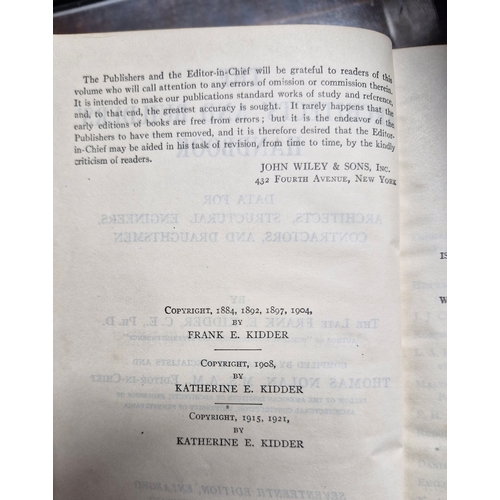 The Publishers and the Editor-in-Chief will be grateful to readers of this
volume who will call attention to any errors of omission or commission therein.
It is intended to make our publications standard works of study and reference,
and, to that end, the greatest accuracy is sought. It rarely happens that the
early editions of books are free from errors; but it is the endeavor of the
Publishers to have them removed, and it is therefore desired that the Editor-
in-Chief may be aided in his task of revision, from time to time, by the kindly
criticism of readers.
JOHN WILEY & SONS, INC.
432 FOURTH AVENUE, NEW YORK
COPYRIGHT, 1884, 1892, 1897, 1904,
BY
FRANK E. KIDDER
COPYRIGHT, 1908,
BY
KATHERINE E. KIDDER
COPYRIGHT, 1915, 1921,
BY
KATHERINE E. KIDDER